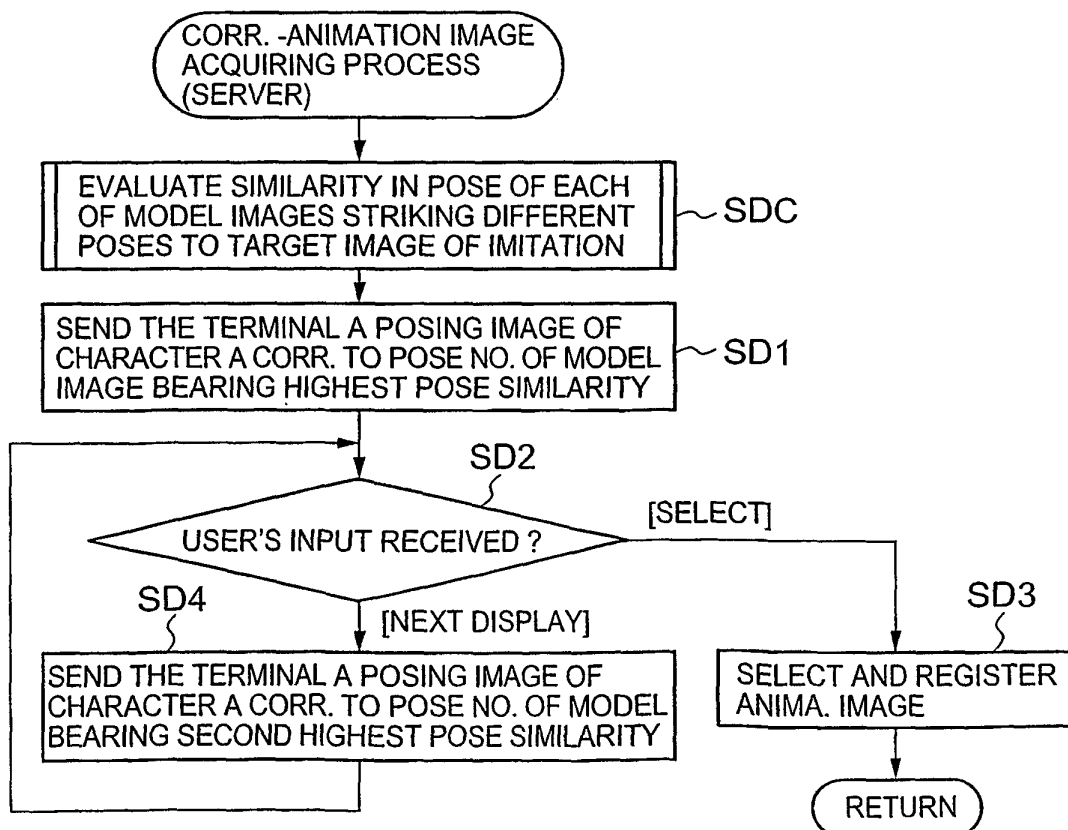 CORR. -ANIMATION IMAGE
ACQUIRING PROCESS
(SERVER)
EVALUATE SIMILARITY IN POSE OF EACH
OF MODEL IMAGES STRIKING DIFFERENT
POSES TO TARGET IMAGE OF IMITATION
SDC
SEND THE TERMINAL A POSING IMAGE OF
CHARACTER A CORR. TO POSE NO. OF MODEL
IMAGE BEARING HIGHEST POSE SIMILARITY
SD1
SD2
USER'S INPUT RECEIVED ?
[SELECT]
[NEXT DISPLAY]
SD4
SEND THE TERMINAL A POSING IMAGE OF
CHARACTER A CORR. TO POSE NO. OF MODEL
BEARING SECOND HIGHEST POSE SIMILARITY
SD3
SELECT AND REGISTER
ANIMA. IMAGE
RETURN